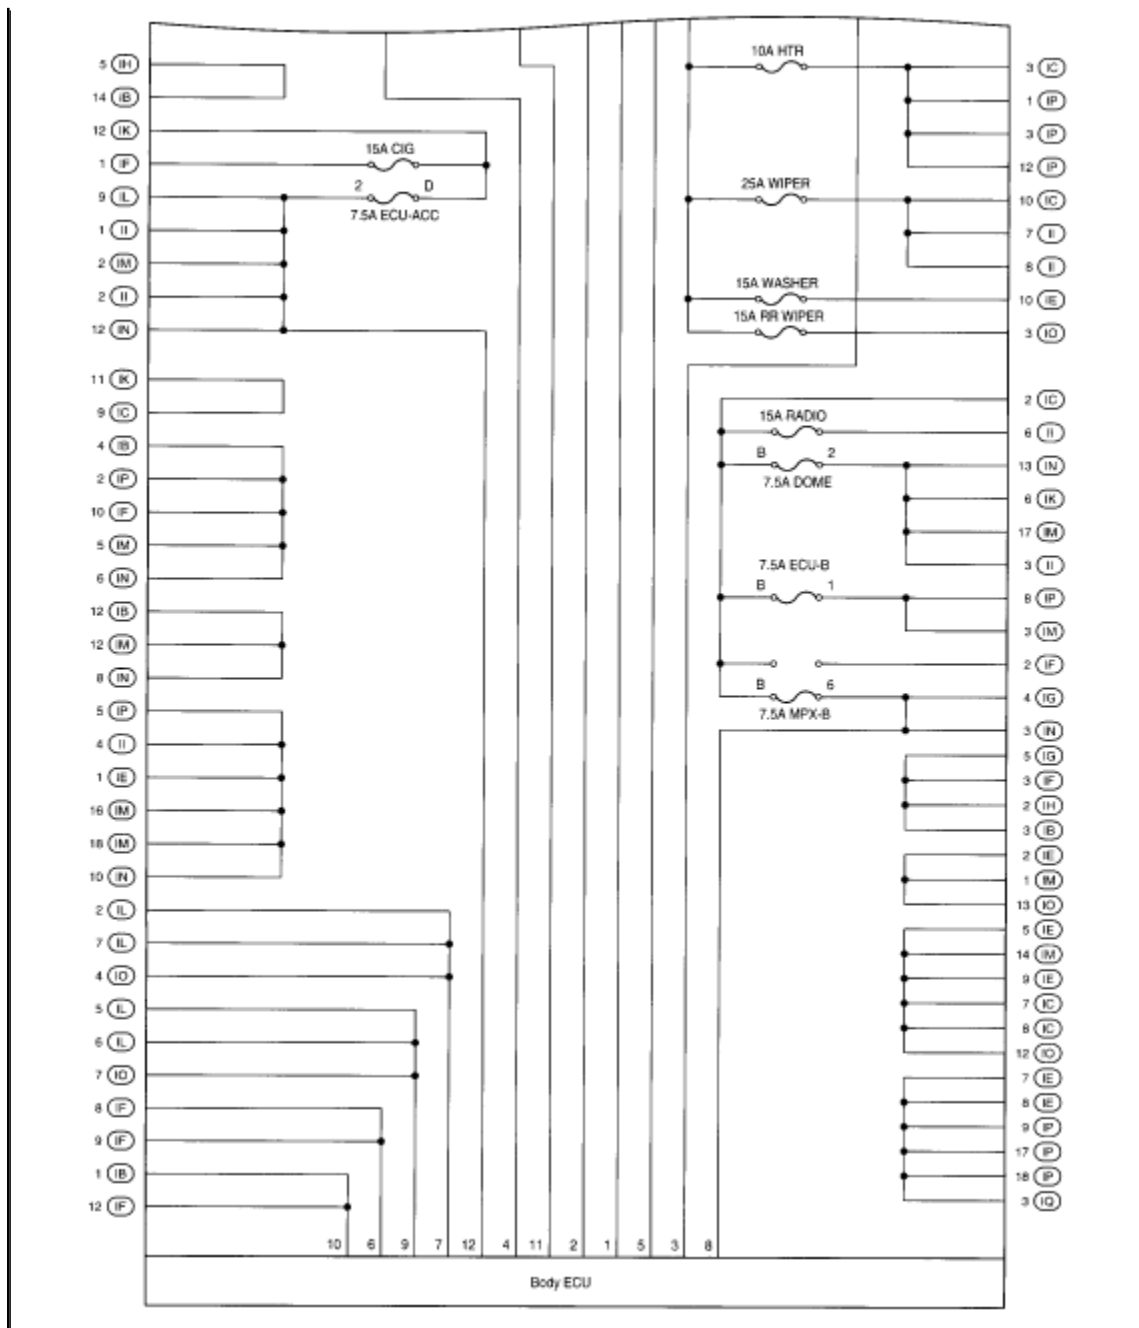 5 IH
14 IB
12 IK
15A CIG
1 IF
2 D
9 IL
7.5A ECU-ACC
1 II
2 IM
2 II
12 IN
11 IK
9 IC
4 IB
2 IP
10 IF
5 IM
6 IN
12 IB
12 IM
8 IN
5 IP
4 II
1 IE
16 IM
18 IM
10 IN
2 IL
7 IL
4 IO
5 IL
6 IL
7 IO
8 IF
9 IF
1 IB
12 IF
10A HTR
3 IC
1 IP
3 IP
12 IP
25A WIPER
10 IC
7 II
8 II
15A WASHER
10 IE
15A RR WIPER
3 IO
2 IC
15A RADIO
6 II
B 2
13 IN
7.5A DOME
6 IK
17 IM
3 II
7.5A ECU-B
B 1
8 IP
3 IM
2 IF
B 6
4 IG
7.5A MPX-B
3 IN
5 IG
3 IF
2 IH
3 IB
2 IE
1 IM
13 IO
5 IE
14 IM
9 IE
7 IC
8 IC
12 IO
7 IE
8 IE
9 IP
17 IP
18 IP
3 IQ
10 6 9 7 12 4 11 2 1 5 3 8
Body ECU